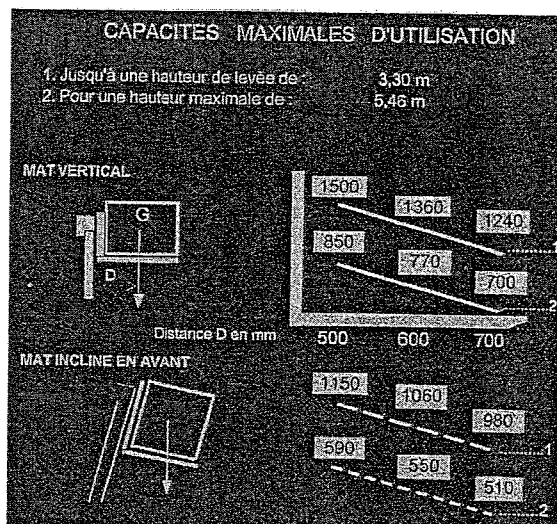 CAPACITES MAXIMALES D'UTILISATION
1. Jusqu'à une hauteur de levée de : 3,30 m
2. Pour une hauteur maximale de : 5,46 m
MAT VERTICAL
G
D
1500
1360
1240
1
850
770
700
2
Distance D en mm 500 600 700
MAT INCLINE EN AVANT
1150
1060
980
1
590
550
510
2